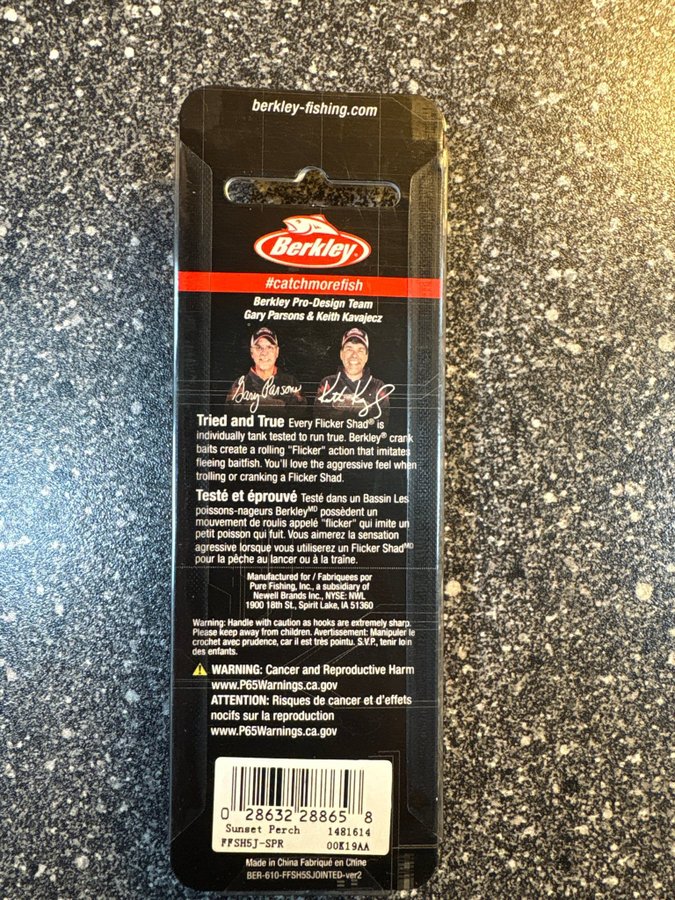 berkley-fishing.com
Berkley®
#catchmorefish
Berkley Pro-Design Team
Gary Parsons & Keith Kavajecz
Gary Parsons
Tried and True Every Flicker Shad® is
individually tank tested to run true. Berkley® crank
baits create a rolling "Flicker" action that imitates
fleeing baitfish. You'll love the aggressive feel when
trolling or cranking a Flicker Shad.
Testé et éprouvé Testé dans un Bassin Les
poissons-nageurs BerkleyMD possèdent un
mouvement de roulis appelé "flicker" qui imite un
petit poisson qui fuit. Vous aimerez la sensation
agressive lorsque vous utiliserez un Flicker ShadMD
pour la pêche au lancer ou à la traîne.
Manufactured for / Fabriquees por
Pure Fishing, Inc., a subsidiary of
Newell Brands Inc., NYSE: NWL
1900 18th St., Spirit Lake, IA 51360
Warning: Handle with caution as hooks are extremely sharp.
Please keep away from children. Avertissement: Manipuler le
crochet avec prudence, car il est très pointu. S.V.P., tenir loin
des enfants.
WARNING: Cancer and Reproductive Harm
www.P65Warnings.ca.gov
ATTENTION: Risques de cancer et d'effets
nocifs sur la reproduction
www.P65Warnings.ca.gov
0 28632 28865 8
Sunset Perch 1481614
FFSH5J-SPR 00K19AA
Made in China Fabriqué en Chine
BER-610-FFSH5SJOINTED-ver2